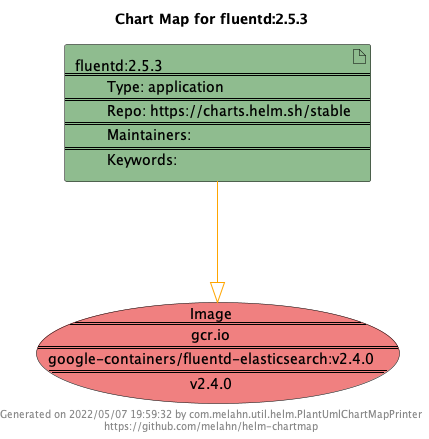 Chart Map for fluentd:2.5.3
fluentd:2.5.3
Type: application
Repo: https://charts.helm.sh/stable
Maintainers:
Keywords:
Image
gcr.io
google-containers/fluentd-elasticsearch:v2.4.0
v2.4.0
Generated on 2022/05/07 19:59:32 by com.melahn.util.helm.PlantUmlChartMapPrinter
https://github.com/melahn/helm-chartmap